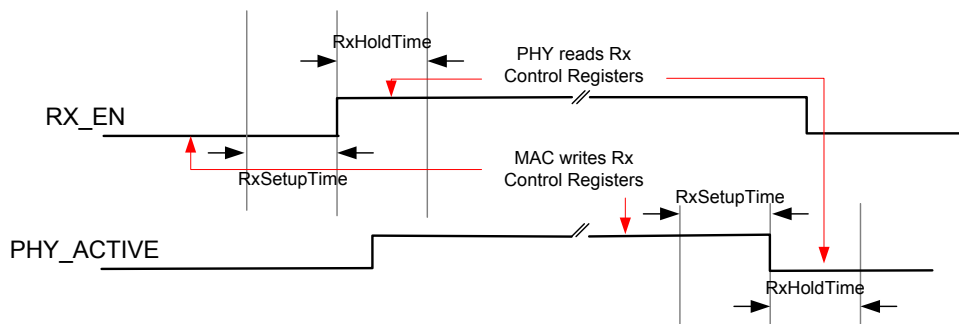 RxHoldTime
PHY reads Rx
Control Registers
RX_EN
MAC writes Rx
Control Registers
RxSetupTime
RxSetupTime
PHY_ACTIVE
RxHoldTime